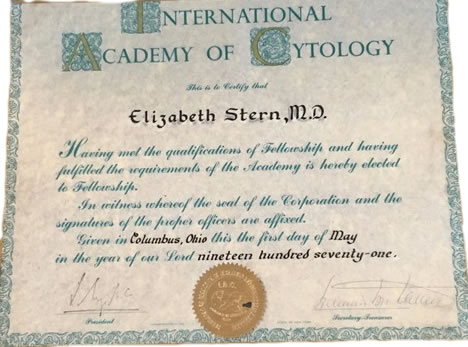 INTERNATIONAL
ACADEMY OF CYTOLOGY
This is to Certify that
Elizabeth Stern, M.D.
Having met the qualifications of Fellowship and having
fulfilled the requirements of the Academy is hereby elected
to Fellowship.
In witness whereof the seal of the Corporation and the
signatures of the proper officers are affixed.
Given in Columbus, Ohio this the first day of May
in the year of our Lord nineteen hundred seventy-one.
President
Secretary-Treasurer